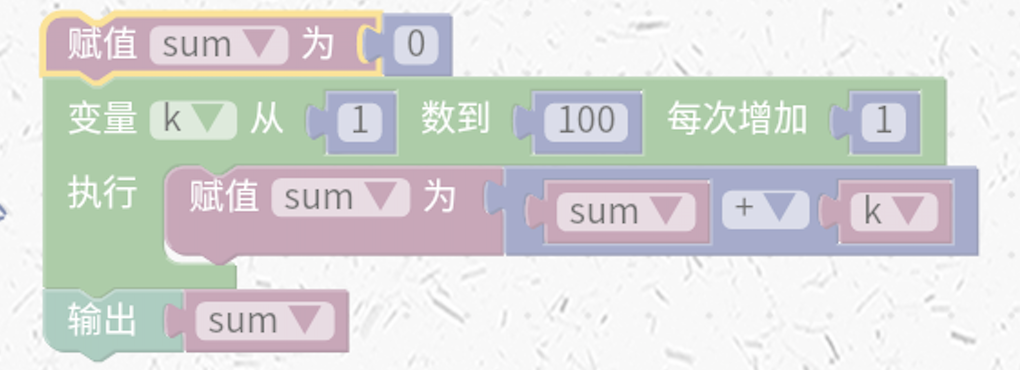 赋值 sum 为 0
变量 k 从 1 数到 100 每次增加 1
执行 赋值 sum 为 sum + k
输出 sum